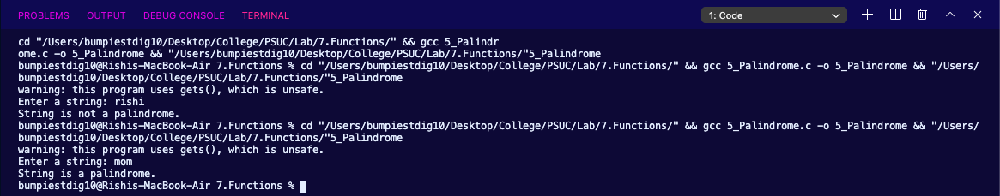 PROBLEMS OUTPUT DEBUG CONSOLE TERMINAL 1: Code
cd "/Users/bumpiestdig10/Desktop/College/PSUC/Lab/7.Functions/" && gcc 5_Palindr
ome.c -o 5_Palindrome && "/Users/bumpiestdig10/Desktop/College/PSUC/Lab/7.Functions/"5_Palindrome
bumpiestdig10@Rishis-MacBook-Air 7.Functions % cd "/Users/bumpiestdig10/Desktop/College/PSUC/Lab/7.Functions/" && gcc 5_Palindrome.c -o 5_Palindrome && "/Users/
bumpiestdig10/Desktop/College/PSUC/Lab/7.Functions/"5_Palindrome
warning: this program uses gets(), which is unsafe.
Enter a string: rishi
String is not a palindrome.
bumpiestdig10@Rishis-MacBook-Air 7.Functions % cd "/Users/bumpiestdig10/Desktop/College/PSUC/Lab/7.Functions/" && gcc 5_Palindrome.c -o 5_Palindrome && "/Users/
bumpiestdig10/Desktop/College/PSUC/Lab/7.Functions/"5_Palindrome
warning: this program uses gets(), which is unsafe.
Enter a string: mom
String is a palindrome.
bumpiestdig10@Rishis-MacBook-Air 7.Functions %